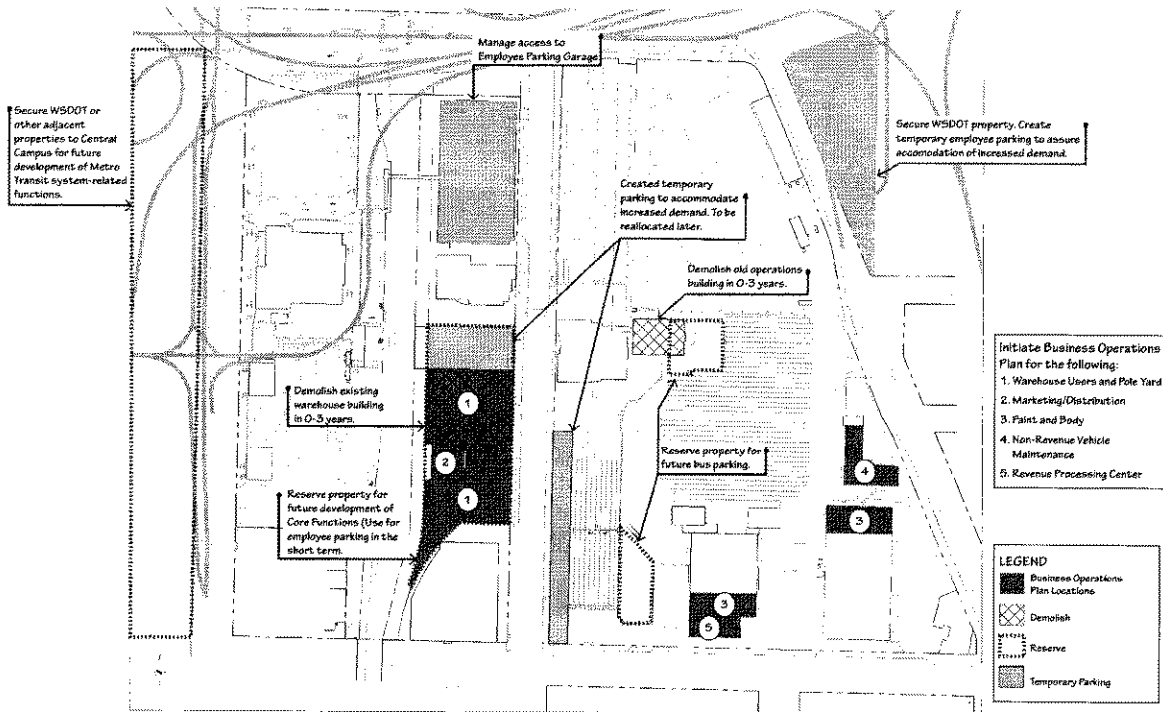 Manage access to
Employee Parking Garage
Secure WSDOT or
other adjacent
properties to Central
Campus for future
development of Metro
Transit system-related
functions.
Secure WSDOT property. Create
temporary employee parking to assure
accomodation of increased demand.
Created temporary
parking to accommodate
increased demand. To be
reallocated later.
Demolish old operations
building in 0-3 years.
Demolish existing
warehouse building
in 0-3 years.
Reserve property for
future bus parking.
Reserve property for
future development of
Core Functions (Use for
employee parking in the
short term.
1
2
1
3
5
4
3
Initiate Business Operations
Plan for the following:
1. Warehouse Users and Pole Yard
2. Marketing/Distribution
3. Paint and Body
4. Non-Revenue Vehicle
Maintenance
5. Revenue Processing Center
LEGEND
Business Operations
Plan Locations
Demolish
Reserve
Temporary Parking